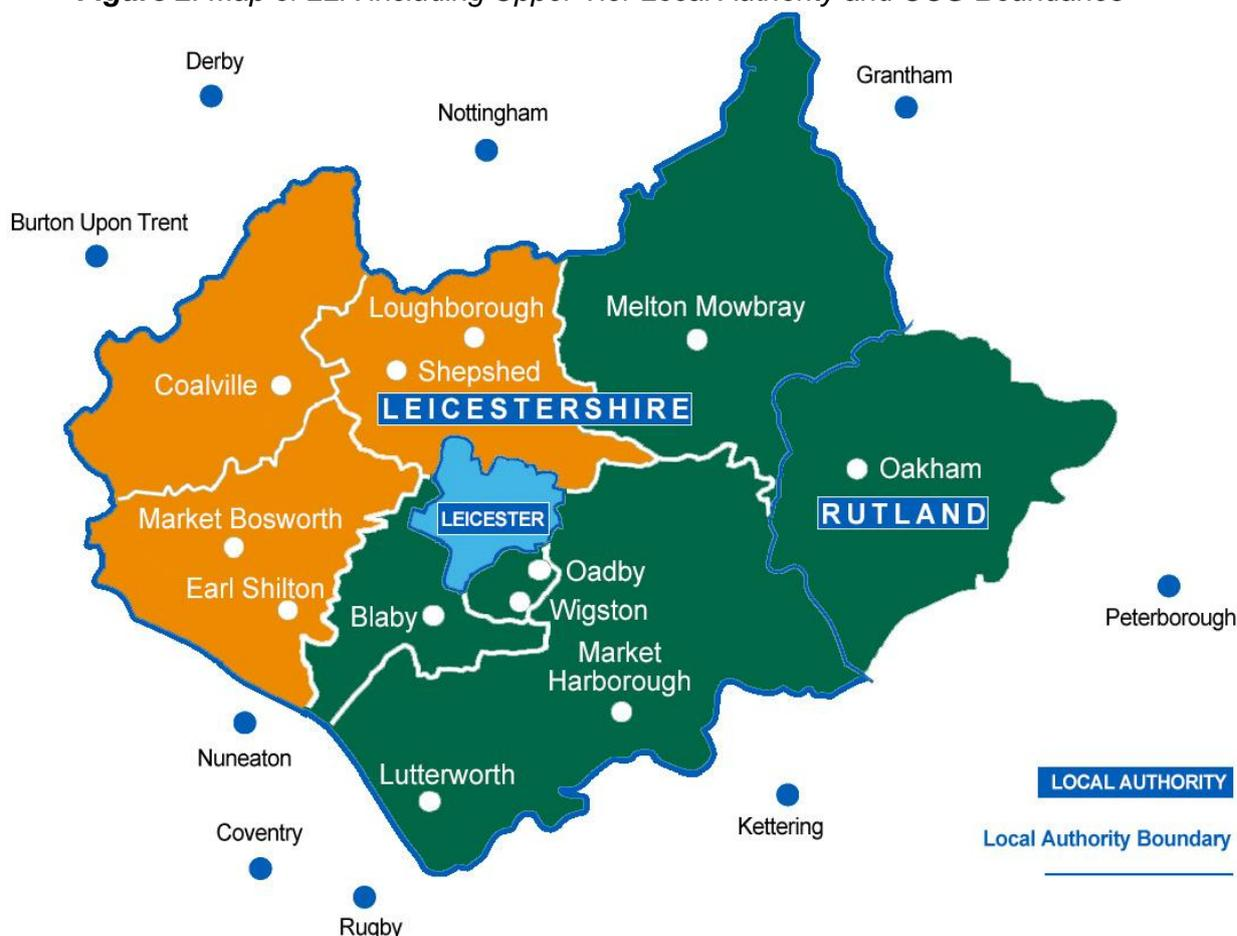 Derby
Grantham
Nottingham
Burton Upon Trent
Loughborough
Melton Mowbray
Shepshed
Coalville
LEICESTERSHIRE
Oakham
RUTLAND
Market Bosworth
LEICESTER
Oadby
Earl Shilton
Wigston
Blaby
Peterborough
Market
Harborough
Nuneaton
Lutterworth
LOCAL AUTHORITY
Kettering
Coventry
Local Authority Boundary
Rugby